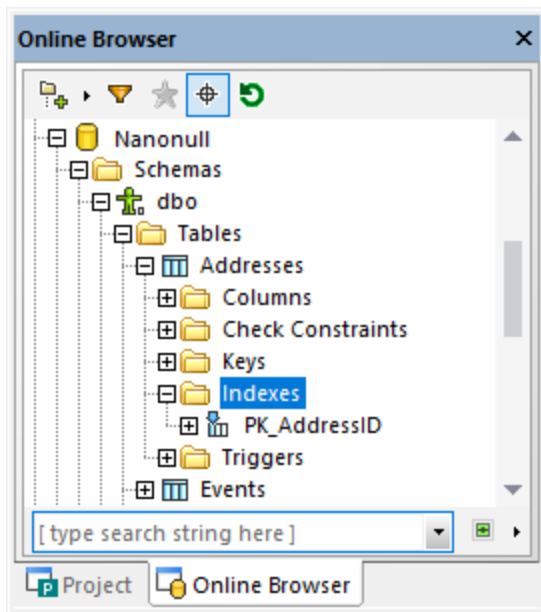 Online Browser
Nanonull
Schemas
dbo
Tables
Addresses
Columns
Check Constraints
Keys
Indexes
PK_AddressID
Triggers
Events
[ type search string here ]
Project Online Browser